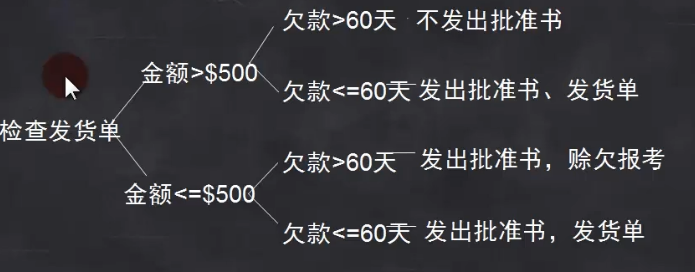 欠款>60天 不发出批准书
金额>$500
欠款<=60天 发出批准书、发货单
检查发货单
欠款>60天 发出批准书，赊欠报考
金额<=$500
欠款<=60天 发出批准书，发货单